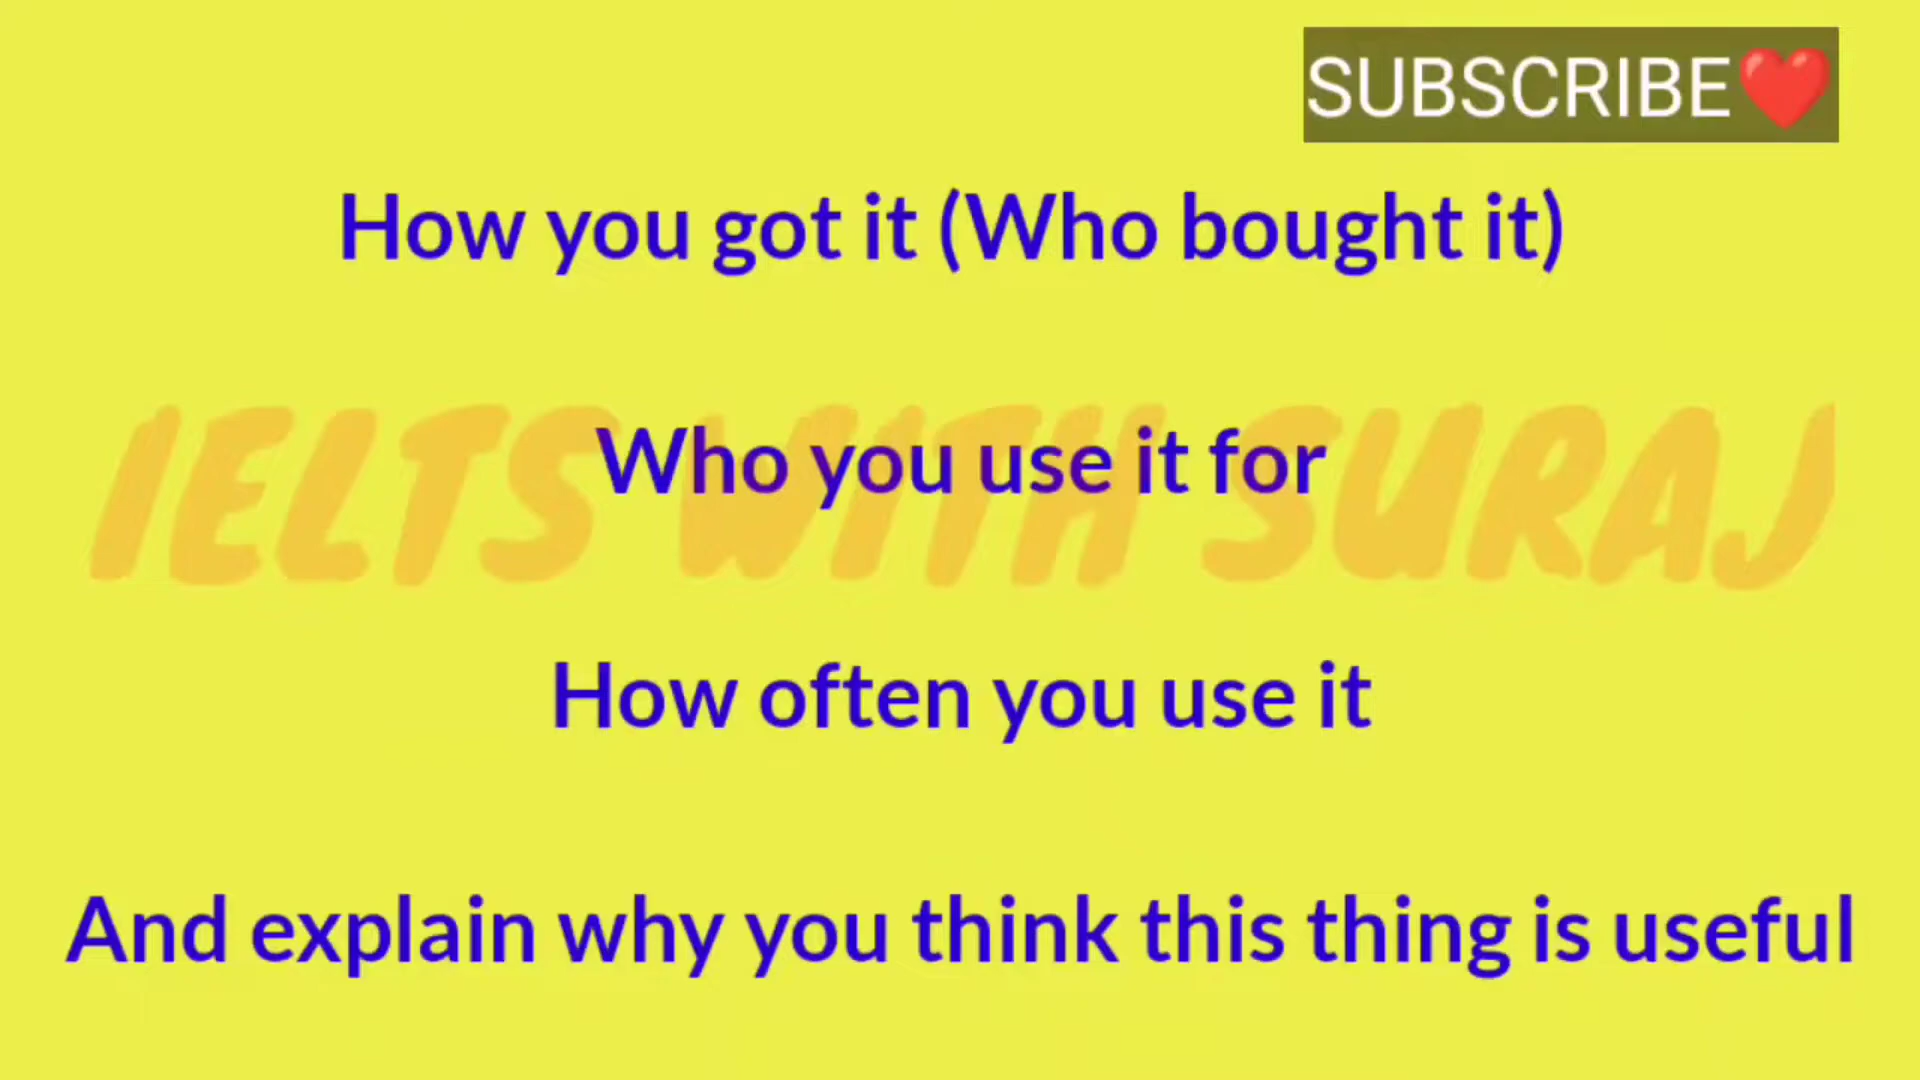 SUBSCRIBE❤️
How you got it (Who bought it)
IELTS WITH SURAJ
Who you use it for
How often you use it
And explain why you think this thing is useful